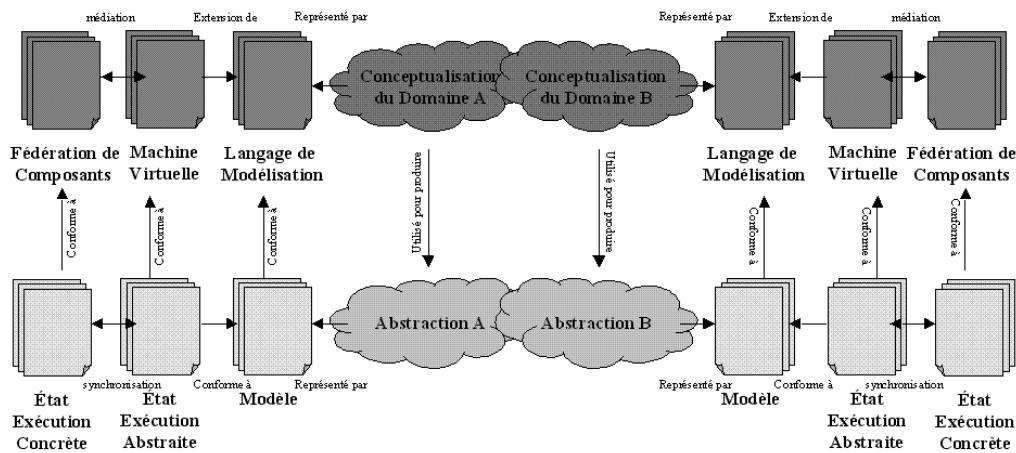 médiation
Extension de
Représenté par
Représenté par
Extension de
médiation
Conceptualisation
du Domaine A
Conceptualisation
du Domaine B
Fédération de
Composants
Machine
Virtuelle
Langage de
Modélisation
Langage de
Modélisation
Machine
Virtuelle
Fédération de
Composants
Conforme à
Conforme à
Conforme à
Utilisé pour produire
Utilisé pour
produire
Conforme
à
Conforme
à
Conforme
à
Abstraction A
Abstraction B
synchronisation
Conforme à
Représenté par
Représenté par
Conforme à
synchronisation
État
Exécution
Concrète
État
Exécution
Abstraite
Modèle
Modèle
État
Exécution
Abstraite
État
Exécution
Concrète